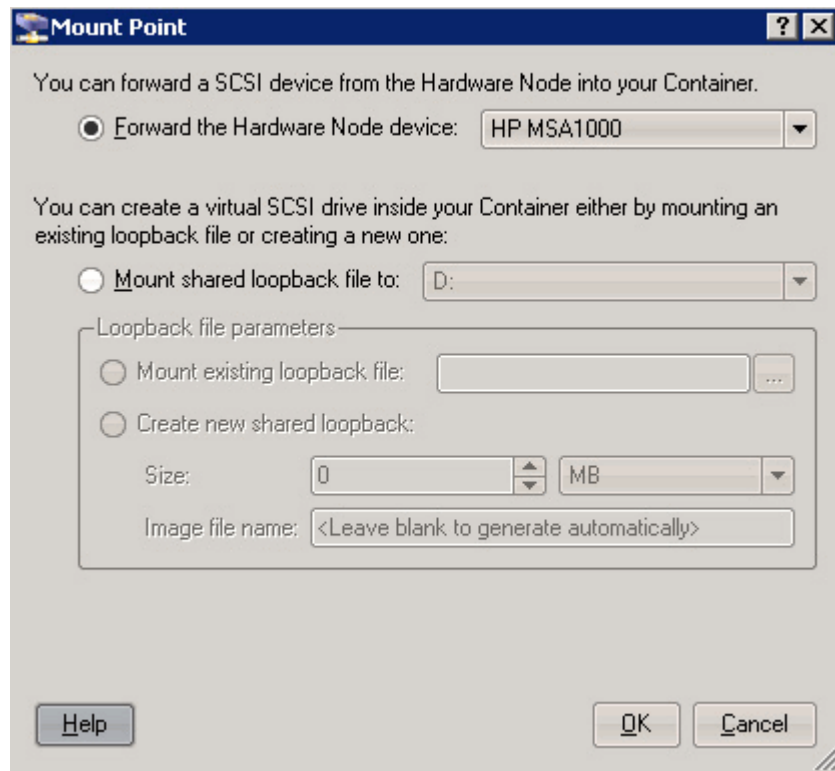 Mount Point
You can forward a SCSI device from the Hardware Node into your Container.
Forward the Hardware Node device: HP MSA1000
You can create a virtual SCSI drive inside your Container either by mounting an
existing loopback file or creating a new one:
Mount shared loopback file to: D:
Loopback file parameters
Mount existing loopback file: ...
Create new shared loopback:
Size: 0 MB
Image file name: <Leave blank to generate automatically>
Help OK Cancel